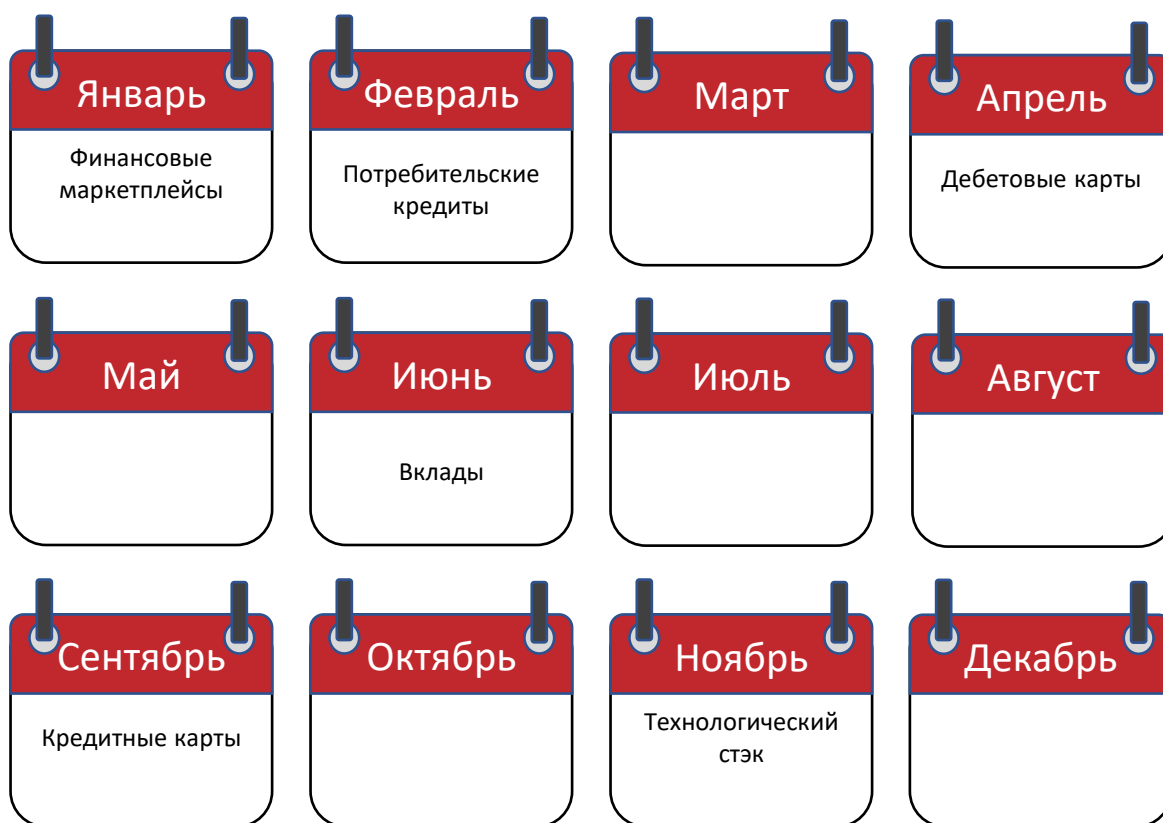 Январь
Февраль
Март
Апрель
Финансовые
маркетплейсы
Потребительские
кредиты
Дебетовые карты
Май
Июнь
Июль
Август
Вклады
Сентябрь
Октябрь
Ноябрь
Декабрь
Кредитные карты
Технологический
стэк